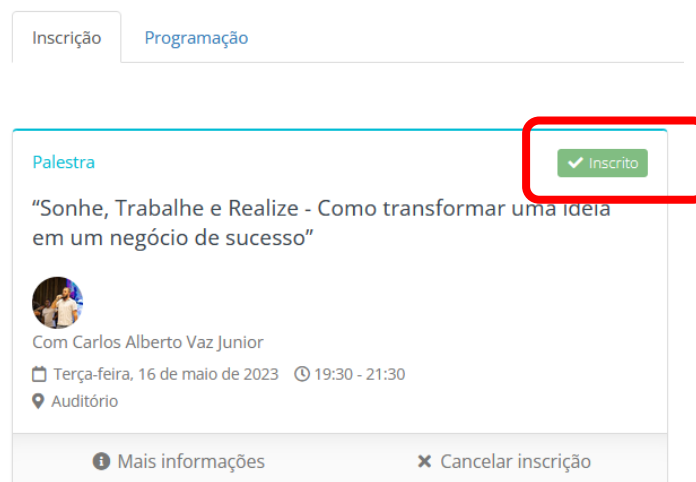 Inscrição Programação
Palestra
Inscrito
“Sonhe, Trabalhe e Realize - Como transformar uma ideia
em um negócio de sucesso”
Com Carlos Alberto Vaz Junior
Terça-feira, 16 de maio de 2023 19:30 - 21:30
Auditório
Mais informações Cancelar inscrição